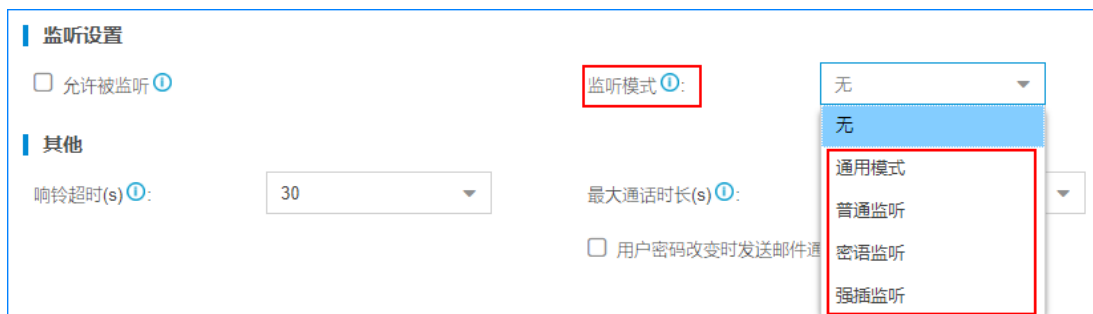 监听设置
允许被监听
监听模式 :
无
无
通用模式
普通监听
密语监听
强插监听
其他
响铃超时(s) :
30
最大通话时长(s) :
用户密码改变时发送邮件通